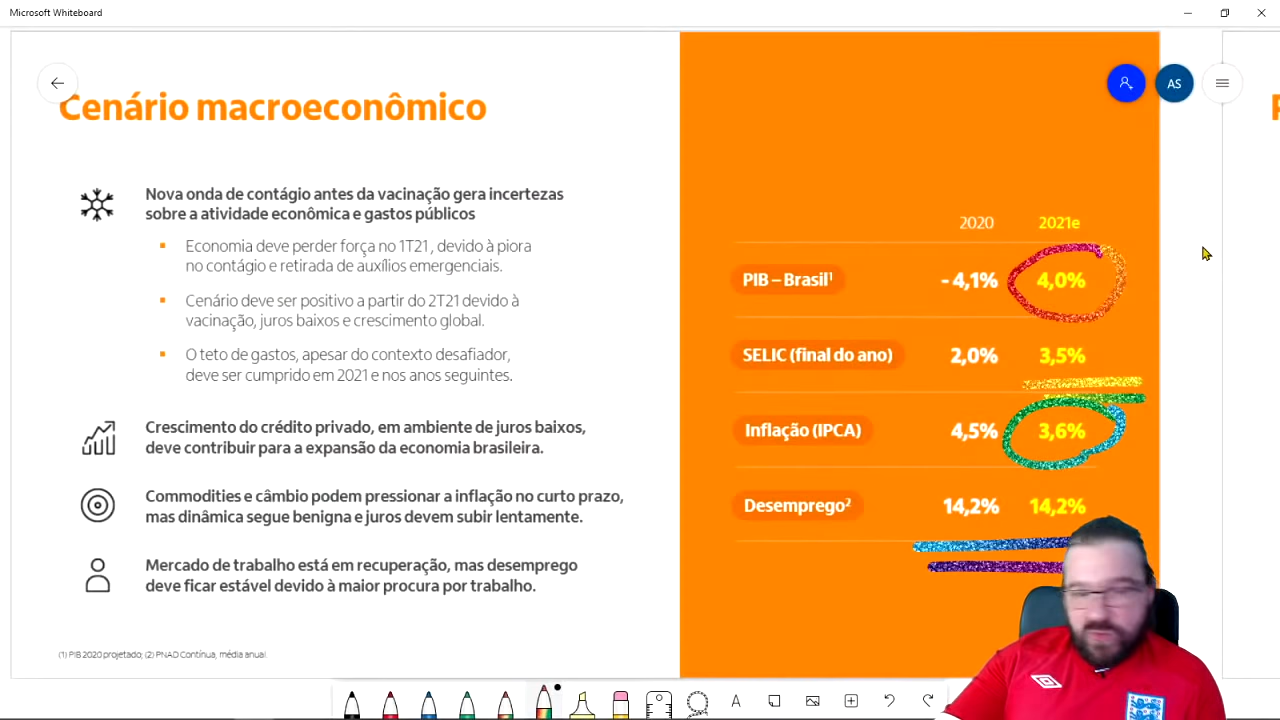 Microsoft Whiteboard
Cenário macroeconômico
AS
Nova onda de contágio antes da vacinação gera incertezas
sobre a atividade econômica e gastos públicos
Economia deve perder força no 1T21 , devido à piora
no contágio e retirada de auxílios emergenciais.
Cenário deve ser positivo a partir do 2T21 devido à
vacinação, juros baixos e crescimento global.
O teto de gastos, apesar do contexto desafiador,
deve ser cumprido em 2021 e nos anos seguintes.
Crescimento do crédito privado, em ambiente de juros baixos,
deve contribuir para a expansão da economia brasileira.
Commodities e câmbio podem pressionar a inflação no curto prazo,
mas dinâmica segue benigna e juros devem subir lentamente.
Mercado de trabalho está em recuperação, mas desemprego
deve ficar estável devido à maior procura por trabalho.
(1) PIB 2020 projetado; (2) PNAD Contínua, média anual.
2020 2021e
PIB – Brasil¹ - 4,1% 4,0%
SELIC (final do ano) 2,0% 3,5%
Inflação (IPCA) 4,5% 3,6%
Desemprego² 14,2% 14,2%
A